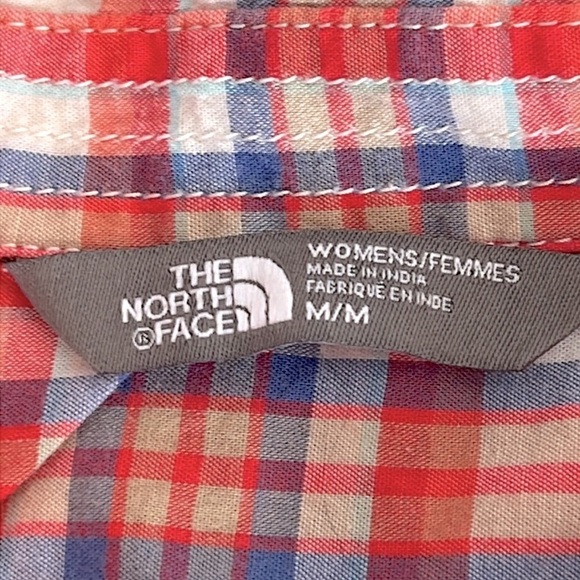 THE
NORTH
FACE
WOMENS/FEMMES
MADE IN INDIA
FABRIQUÉ EN INDE
M/M